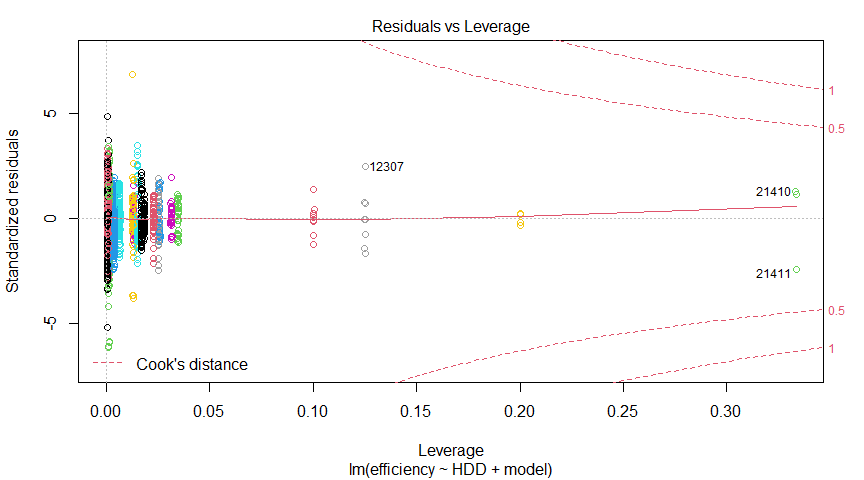 Residuals vs Leverage
Standardized residuals
5
0
-5
12307
21410
21411
1
0.5
0.5
1
Cook's distance
0.00 0.05 0.10 0.15 0.20 0.25 0.30
Leverage
lm(efficiency ~ HDD + model)